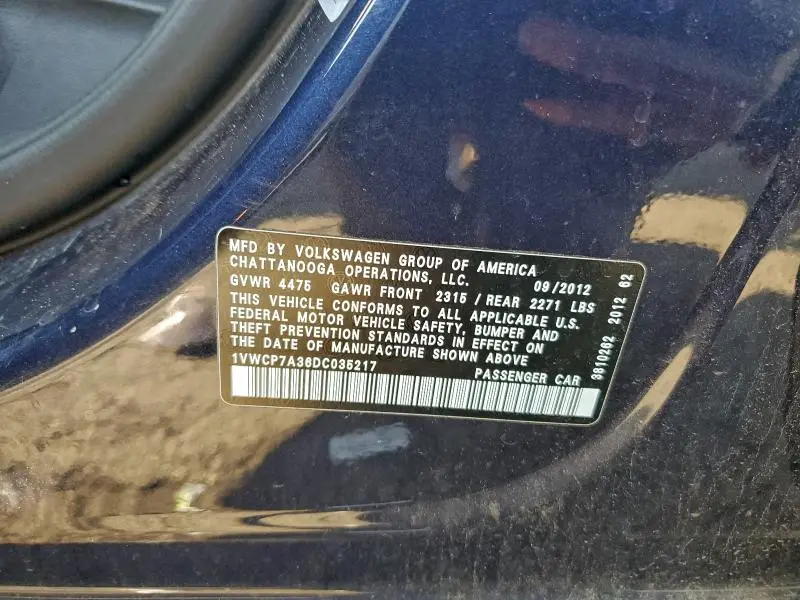 MFD BY VOLKSWAGEN GROUP OF AMERICA
CHATTANOOGA OPERATIONS, LLC. 09/2012
GVWR 4475 GAWR FRONT 2315 / REAR 2271 LBS
THIS VEHICLE CONFORMS TO ALL APPLICABLE U.S.
FEDERAL MOTOR VEHICLE SAFETY, BUMPER AND
THEFT PREVENTION STANDARDS IN EFFECT ON
THE DATE OF MANUFACTURE SHOWN ABOVE
1VWCP7A36DC035217 PASSENGER CAR
3810262 2012 62